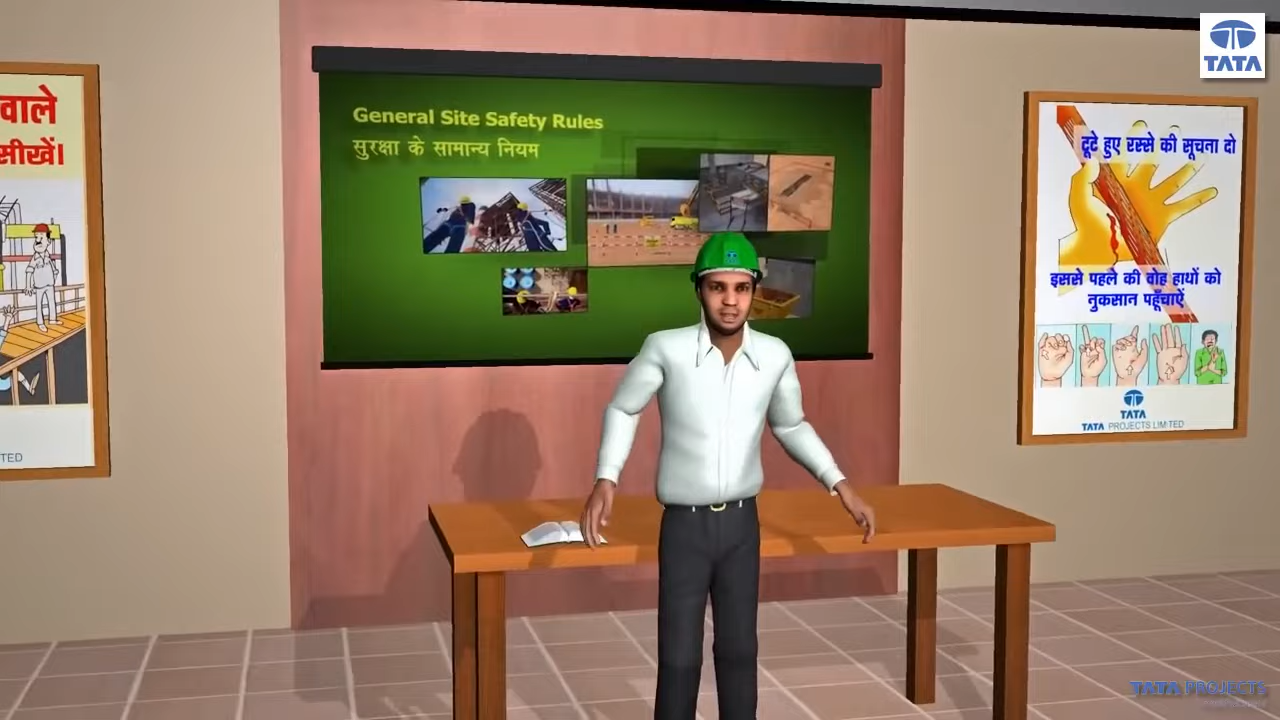 वाले
सीखें।
TED
General Site Safety Rules
सुरक्षा के सामान्य नियम
टूटे हुए रस्से की सूचना दो
इससे पहले की वोह हाथों को
नुकसान पहूँचाऐं
TATA PROJECTS LIMITED
TATA
TATA PROJECTS